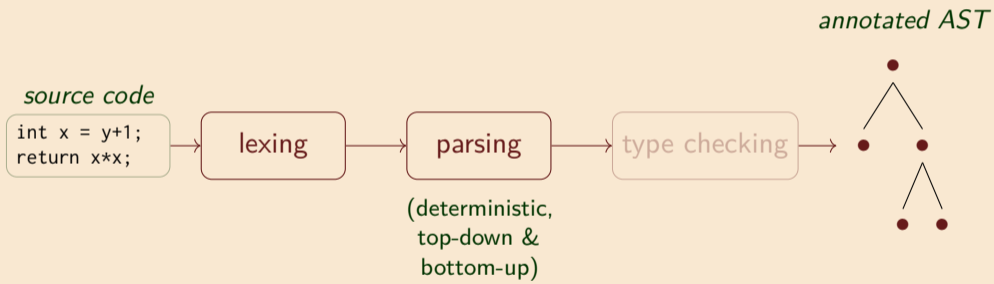 annotated AST
source code
int x = y+1;
return x*x;
lexing
parsing
type checking
(deterministic,
top-down &
bottom-up)